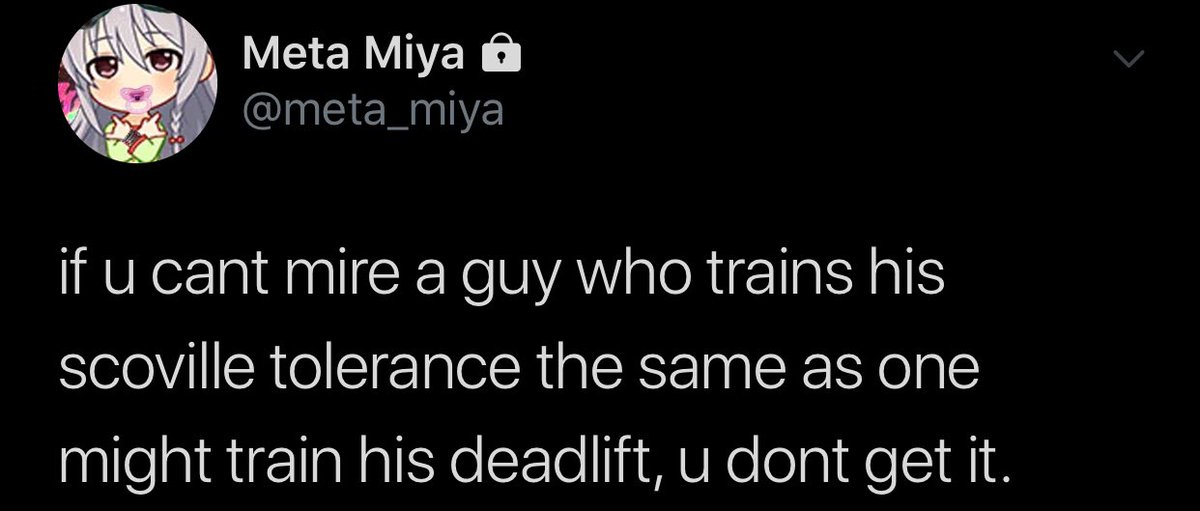 Meta Miya
@meta_miya
if u cant mire a guy who trains his
scoville tolerance the same as one
might train his deadlift, u dont get it.